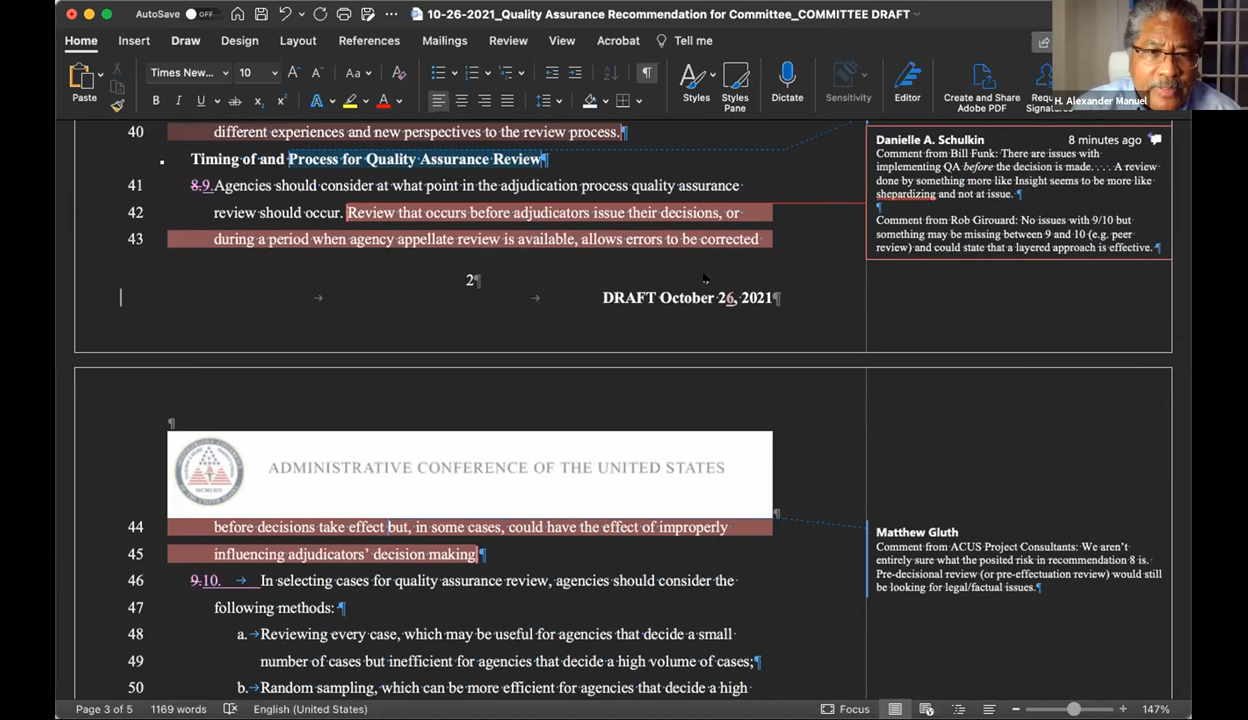 AutoSave OFF 10-26-2021_Quality Assurance Recommendation for Committee_COMMITTEE DRAFT
Home Insert Draw Design Layout References Mailings Review View Acrobat Tell me
Paste Times New... 10 Aa Styles Styles Pane Dictate Sensitivity Editor Create and Share Adobe PDF Requ Signatures
H. Alexander Manuel
40 different experiences and new perspectives to the review process.¶
Timing of and Process for Quality Assurance Review¶
41 8.9. Agencies should consider at what point in the adjudication process quality assurance
42 review should occur. Review that occurs before adjudicators issue their decisions, or
43 during a period when agency appellate review is available, allows errors to be corrected
2¶
DRAFT October 26, 2021¶
Danielle A. Schulkin 8 minutes ago
Comment from Bill Funk: There are issues with
implementing QA before the decision is made. . . . . A review
done by something more like Insight seems to be more like
shepardizing and not at issue. ¶
¶
Comment from Rob Girouard: No issues with 9/10 but
something may be missing between 9 and 10 (e.g. peer
review) and could state that a layered approach is effective. ¶
¶
ADMINISTRATIVE CONFERENCE OF THE UNITED STATES
¶
44 before decisions take effect but, in some cases, could have the effect of improperly
45 influencing adjudicators’ decision making¶
46 9.10. → In selecting cases for quality assurance review, agencies should consider the
47 following methods: ¶
48 a. → Reviewing every case, which may be useful for agencies that decide a small
49 number of cases but inefficient for agencies that decide a high volume of cases;¶
50 b. → Random sampling, which can be more efficient for agencies that decide a high
Matthew Gluth
Comment from ACUS Project Consultants: We aren’t
entirely sure what the posited risk in recommendation 8 is.
Pre-decisional review (or pre-effectuation review) would still
be looking for legal/factual issues.¶
Page 3 of 5 1169 words English (United States) Focus 147%